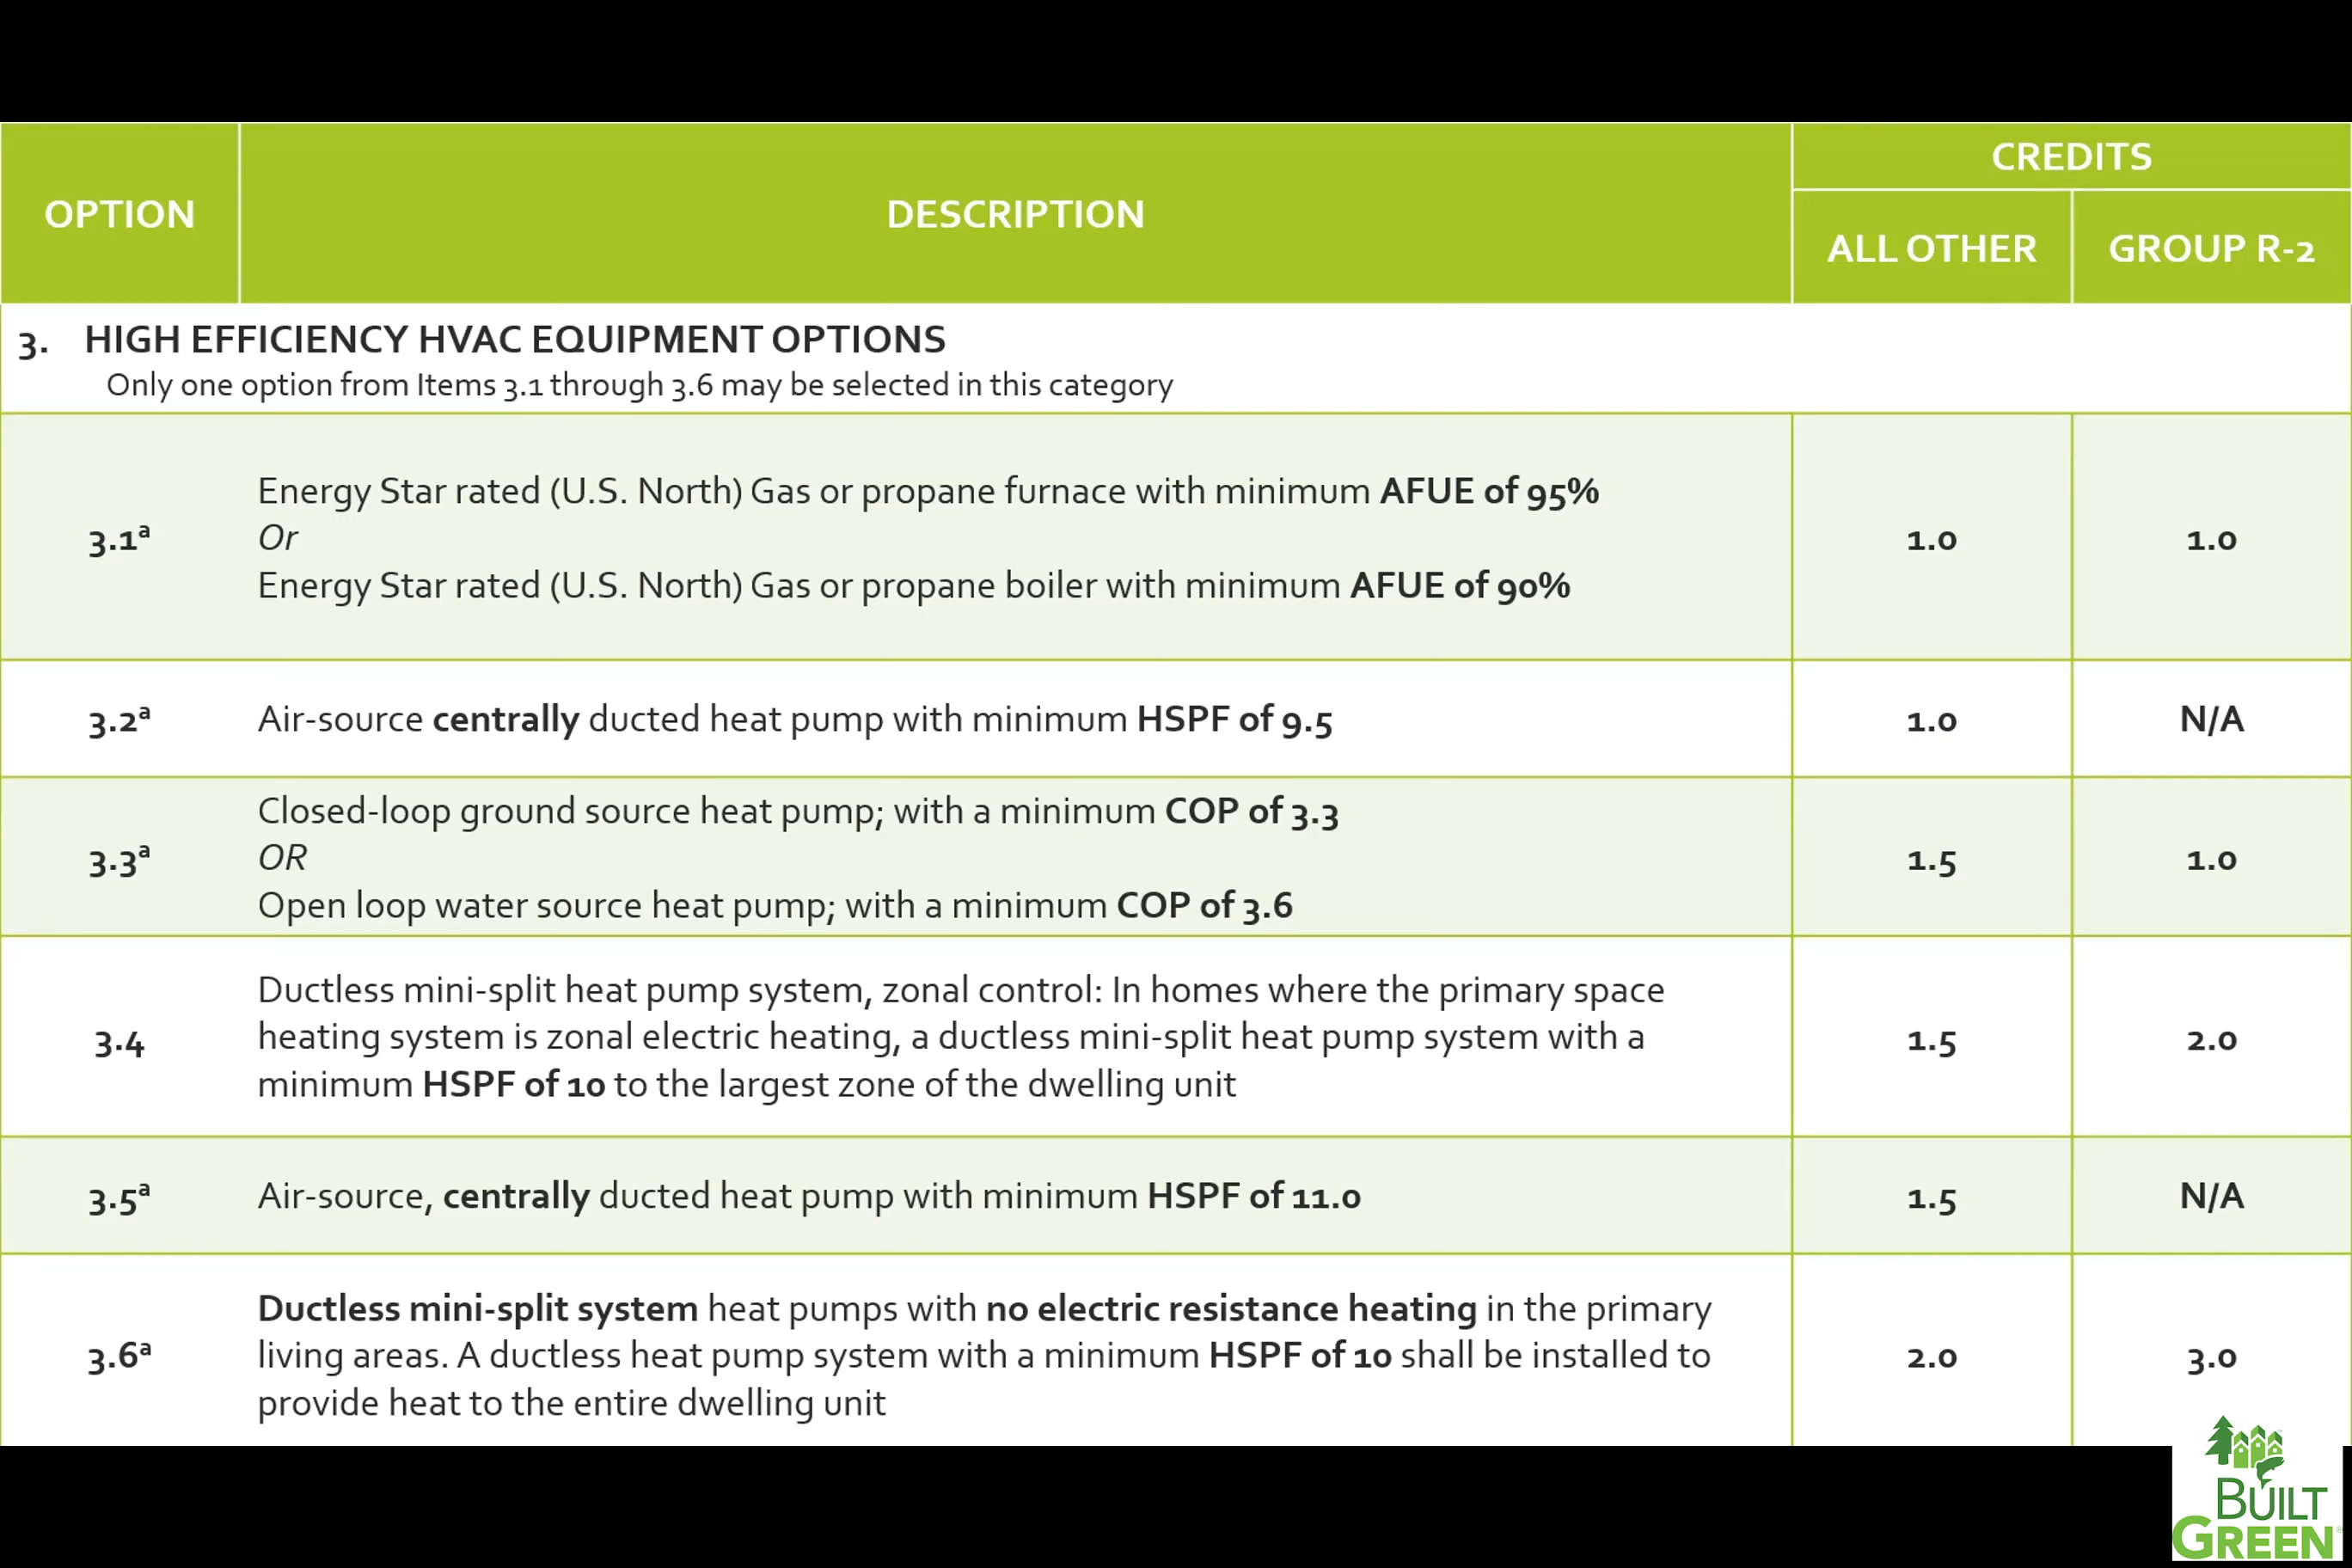 OPTION
DESCRIPTION
CREDITS
ALL OTHER
GROUP R-2
3. HIGH EFFICIENCY HVAC EQUIPMENT OPTIONS
Only one option from Items 3.1 through 3.6 may be selected in this category
3.1ª
Energy Star rated (U.S. North) Gas or propane furnace with minimum AFUE of 95%
Or
Energy Star rated (U.S. North) Gas or propane boiler with minimum AFUE of 90%
1.0
1.0
3.2ª
Air-source centrally ducted heat pump with minimum HSPF of 9.5
1.0
N/A
3.3ª
Closed-loop ground source heat pump; with a minimum COP of 3.3
OR
Open loop water source heat pump; with a minimum COP of 3.6
1.5
1.0
3.4
Ductless mini-split heat pump system, zonal control: In homes where the primary space
heating system is zonal electric heating, a ductless mini-split heat pump system with a
minimum HSPF of 10 to the largest zone of the dwelling unit
1.5
2.0
3.5ª
Air-source, centrally ducted heat pump with minimum HSPF of 11.0
1.5
N/A
3.6ª
Ductless mini-split system heat pumps with no electric resistance heating in the primary
living areas. A ductless heat pump system with a minimum HSPF of 10 shall be installed to
provide heat to the entire dwelling unit
2.0
3.0
BUILT
GREEN®